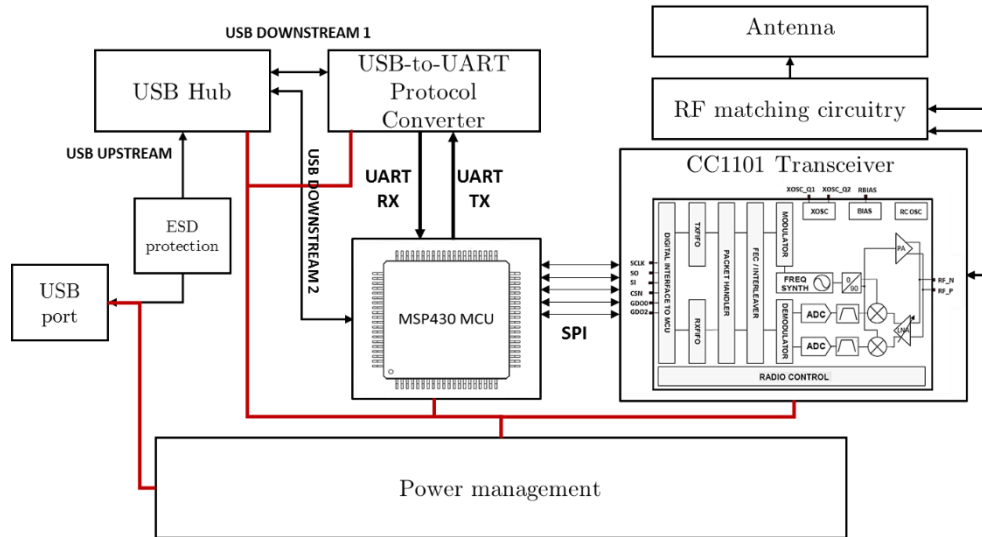 USB DOWNSTREAM 1
Antenna
USB Hub
USB-to-UART
Protocol
Converter
RF matching circuitry
USB UPSTREAM
UART
RX
UART
TX
USB DOWNSTREAM 2
CC1101 Transceiver
ESD
protection
USB
port
MSP430 MCU
SPI
XOSC_Q1
XOSC_Q2
RBIAS
XOSC
BIAS
RC OSC
SCLK
SO
SI
CSN
GDO0
GDO2
DIGITAL INTERFACE TO MCU
TXFIFO
RXFIFO
PACKET HANDLER
FEC / INTERLEAVER
MODULATOR
DEMODULATOR
FREQ
SYNTH
0
90
PA
LNA
RF_N
RF_P
ADC
ADC
RADIO CONTROL
Power management